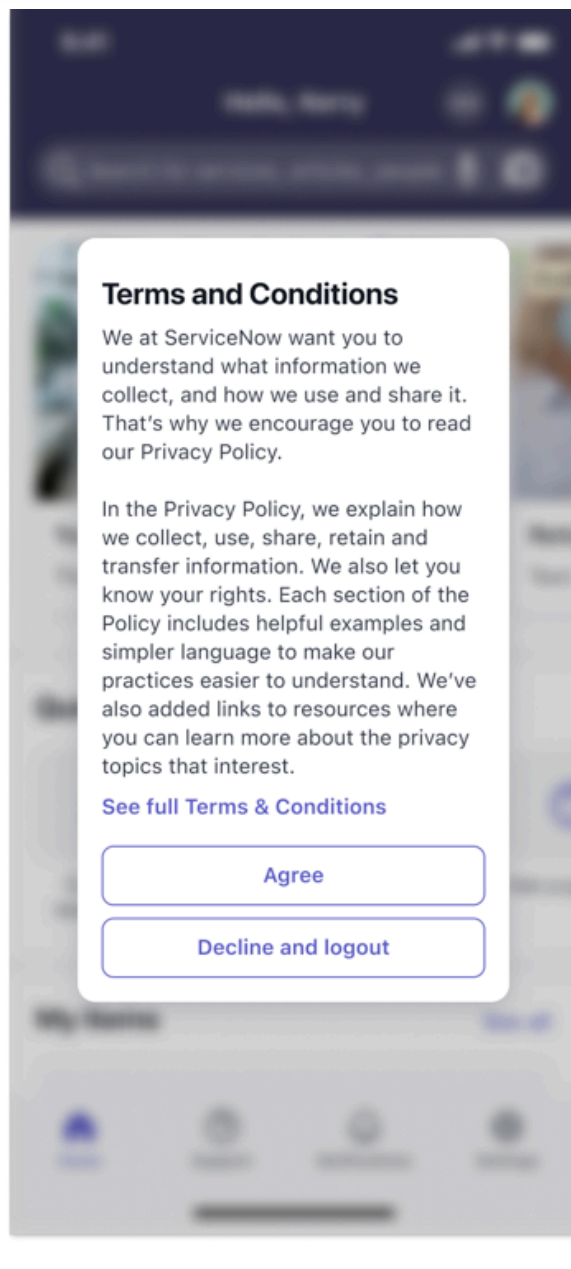 Terms and Conditions
We at ServiceNow want you to
understand what information we
collect, and how we use and share it.
That's why we encourage you to read
our Privacy Policy.
In the Privacy Policy, we explain how
we collect, use, share, retain and
transfer information. We also let you
know your rights. Each section of the
Policy includes helpful examples and
simpler language to make our
practices easier to understand. We've
also added links to resources where
you can learn more about the privacy
topics that interest.
See full Terms & Conditions
Agree
Decline and logout
My Items
See all